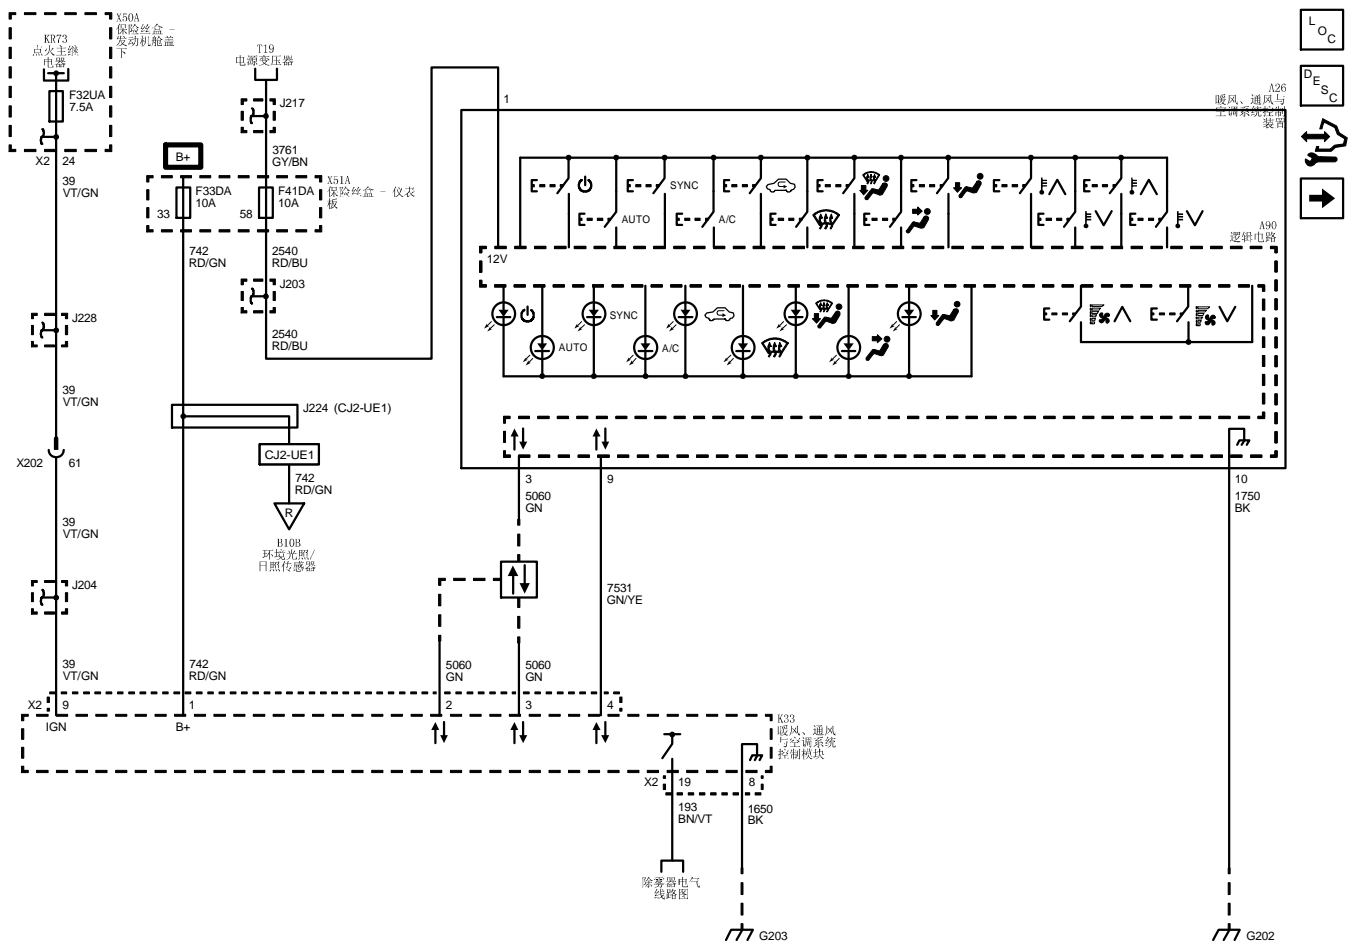 X50A
保险丝盒 -
发动机舱盖
下
KR73
点火主继
电器
F32UA
7.5A
X2 24
39
VT/GN
T19
电源变压器
J217
3761
GY/BN
B+
X51A
保险丝盒 - 仪表
板
F33DA
10A
33
F41DA
10A
58
742
RD/GN
2540
RD/BU
J203
2540
RD/BU
J228
39
VT/GN
X202 61
39
VT/GN
J204
39
VT/GN
J224 (CJ2-UE1)
CJ2-UE1
742
RD/GN
R
B10B
环境光照/
日照传感器
742
RD/GN
1
A26
暖风、通风与
空调系统控制
装置
SYNC
AUTO
A/C
A90
逻辑电路
12V
SYNC
AUTO
A/C
3
5060
GN
9
7531
GN/YE
10
1750
BK
5060
GN
5060
GN
X2 9 1 2 3 4
IGN
B+
K33
暖风、通风
与空调系统
控制模块
X2 19 8
193
BN/VT
1650
BK
除雾器电气
线路图
G203
G202
L
O
C
D
E
S
C